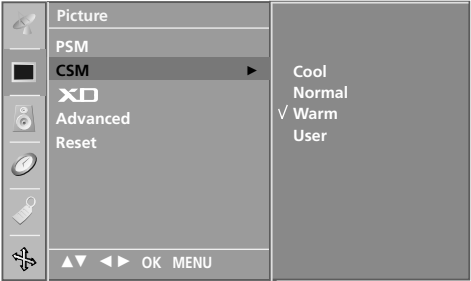 Picture
PSM
CSM ►
XD
Advanced
Reset
Cool
Normal
√ Warm
User
▲▼ ◄► OK MENU